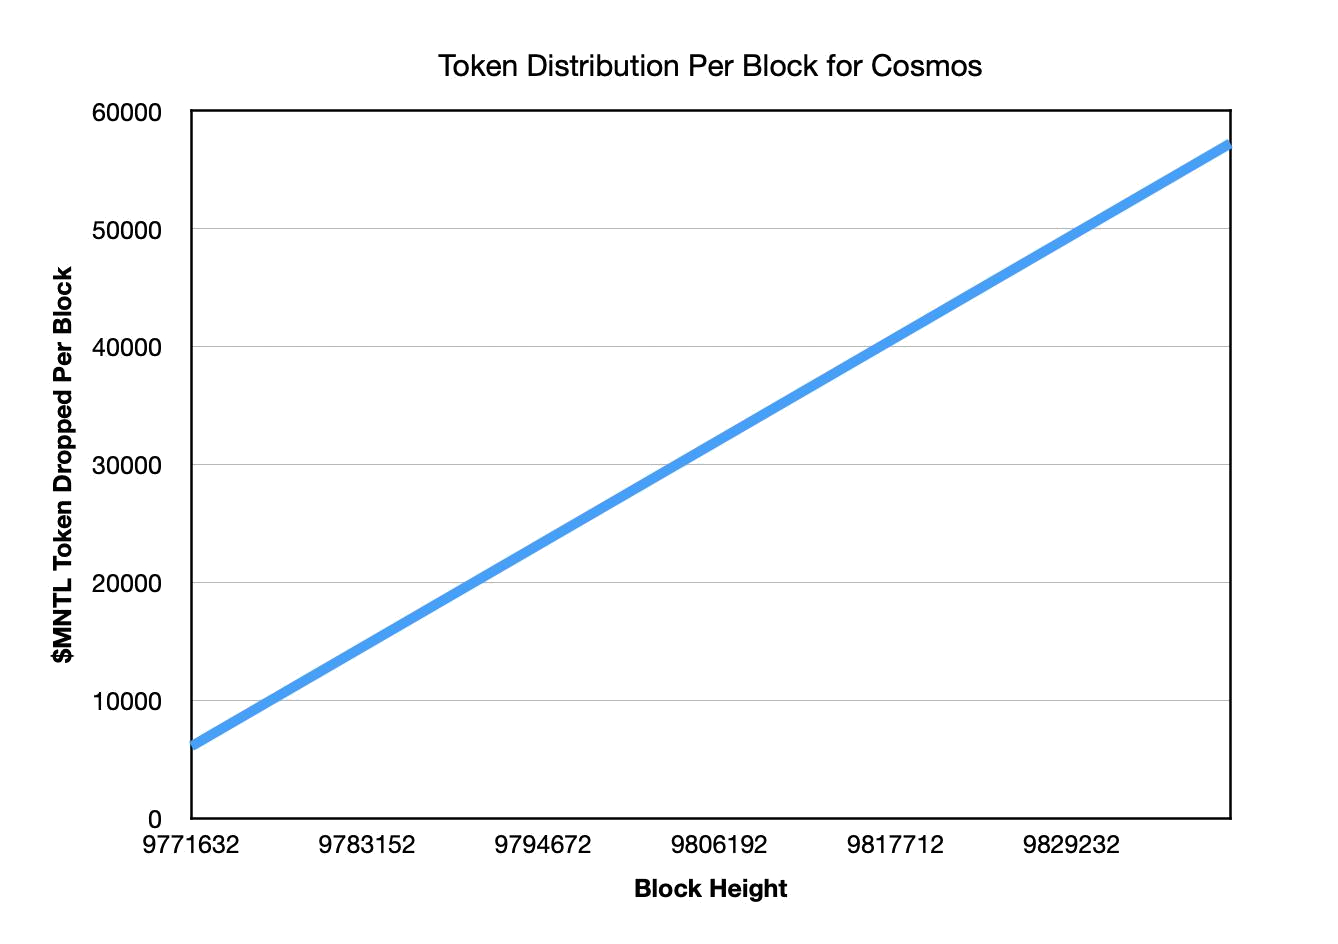 Token Distribution Per Block for Cosmos
60000
50000
40000
30000
20000
10000
0
$MNTL Token Dropped Per Block
9771632 9783152 9794672 9806192 9817712 9829232
Block Height